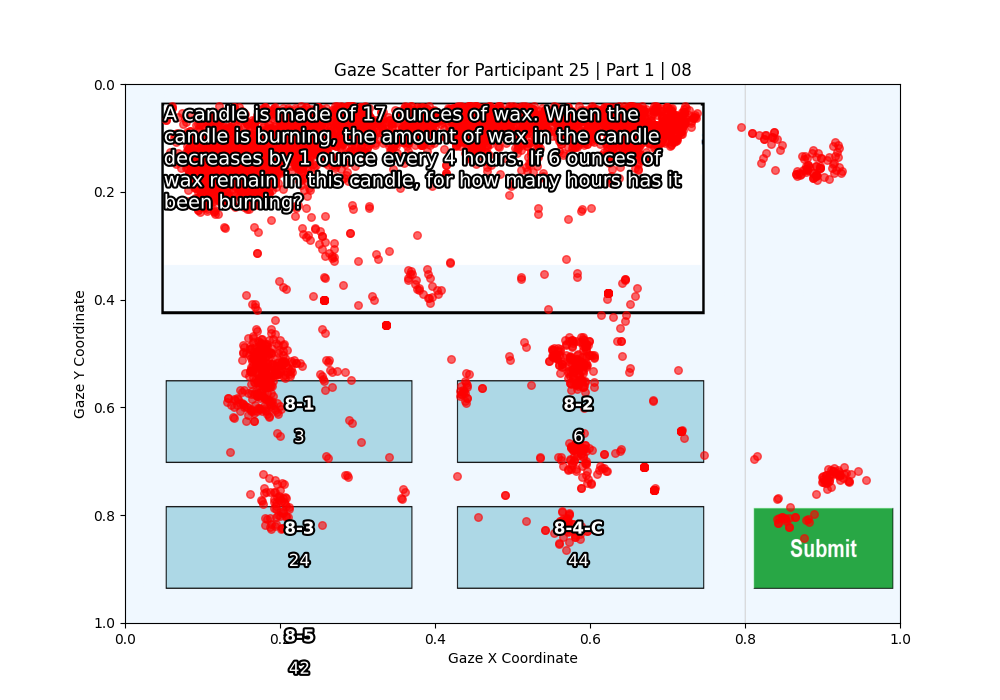 Gaze Scatter for Participant 25 | Part 1 | 08
A candle is made of 17 ounces of wax. When the
candle is burning, the amount of wax in the candle
decreases by 1 ounce every 4 hours. If 6 ounces of
wax remain in this candle, for how many hours has it
been burning?
8-1
3
8-2
6
8-3
24
8-4-C
44
Submit
8-5
42
0.0
0.2
0.4
0.6
0.8
1.0
Gaze Y Coordinate
0.0
0.2
0.4
0.6
0.8
1.0
Gaze X Coordinate